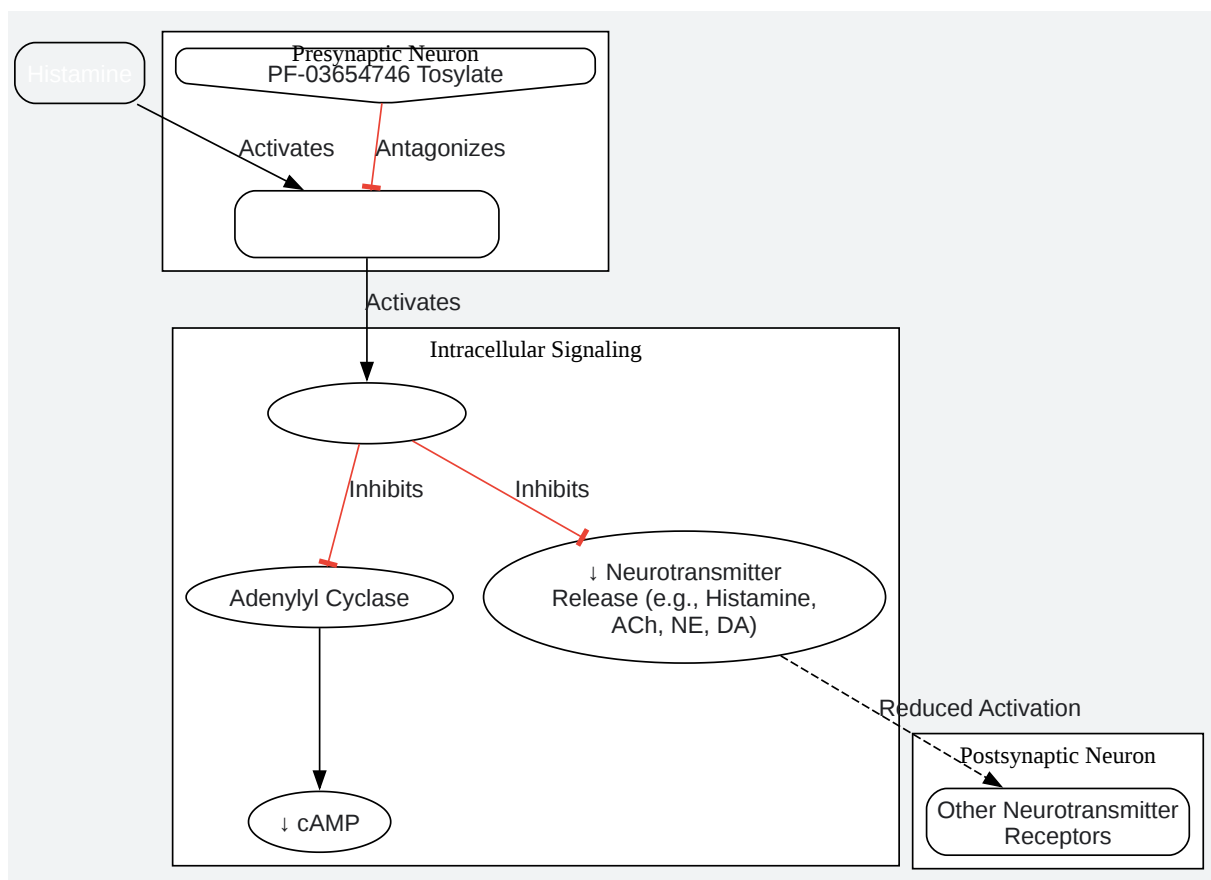 Histamine
Presynaptic Neuron
PF-03654746 Tosylate
Activates
Antagonizes
Activates
Intracellular Signaling
Inhibits
Inhibits
Adenylyl Cyclase
↓ Neurotransmitter
Release (e.g., Histamine,
ACh, NE, DA)
Reduced Activation
Postsynaptic Neuron
Other Neurotransmitter
Receptors
↓ cAMP